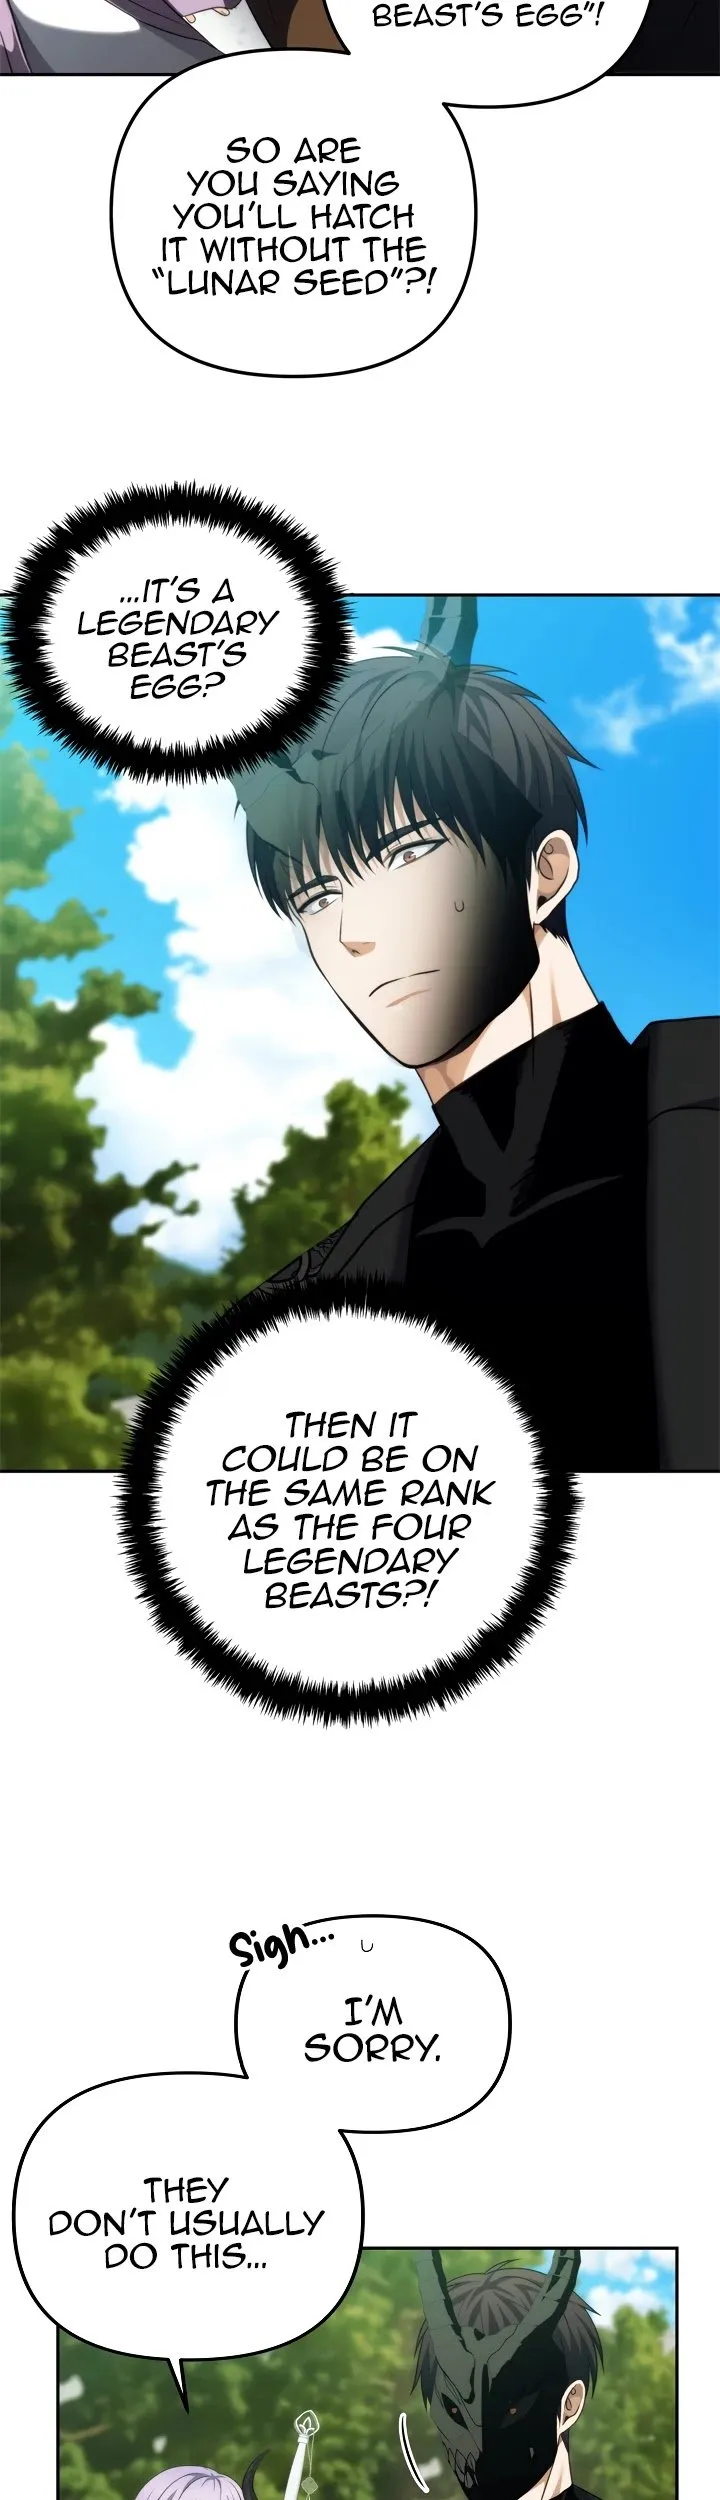 BEAST'S EGG"!
SO ARE
YOU SAYING
YOU'LL HATCH
IT WITHOUT THE
"LUNAR SEED"?!
...IT'S A
LEGENDARY
BEAST'S
EGG?
THEN IT
COULD BE ON
THE SAME RANK
AS THE FOUR
LEGENDARY
BEASTS?!
Sigh...
I'M
SORRY.
THEY
DON'T USUALLY
DO THIS...